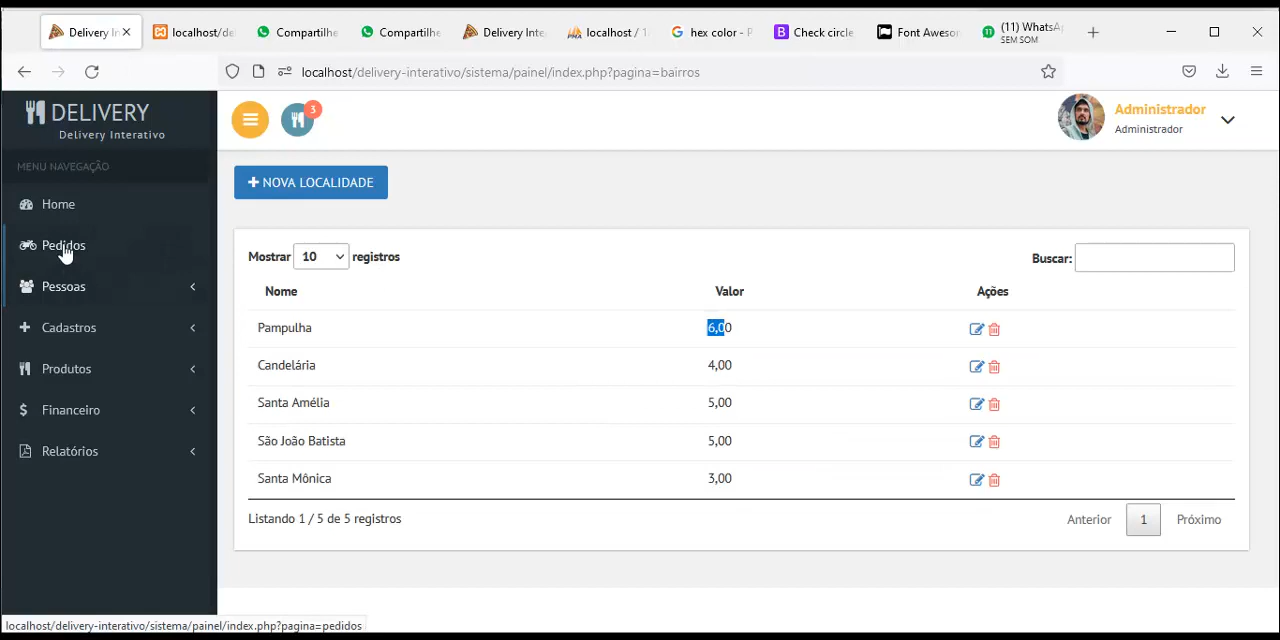 Delivery In
localhost/de
Compartilhe
Compartilhe
Delivery Inte
localhost / 1
hex color - P
Check circle
Font Aweson
(11) WhatsA
SEM SOM
11
localhost/delivery-interativo/sistema/painel/index.php?pagina=bairros
DELIVERY
Delivery Interativo
3
Administrador
Administrador
MENU NAVEGAÇÃO
Home
Pedidos
Pessoas
Cadastros
Produtos
Financeiro
Relatórios
NOVA LOCALIDADE
Mostrar 10 registros
Buscar:
Nome Valor Ações
Pampulha 6,00
Candelária 4,00
Santa Amélia 5,00
São João Batista 5,00
Santa Mônica 3,00
Listando 1 / 5 de 5 registros
Anterior 1 Próximo
localhost/delivery-interativo/sistema/painel/index.php?pagina=pedidos